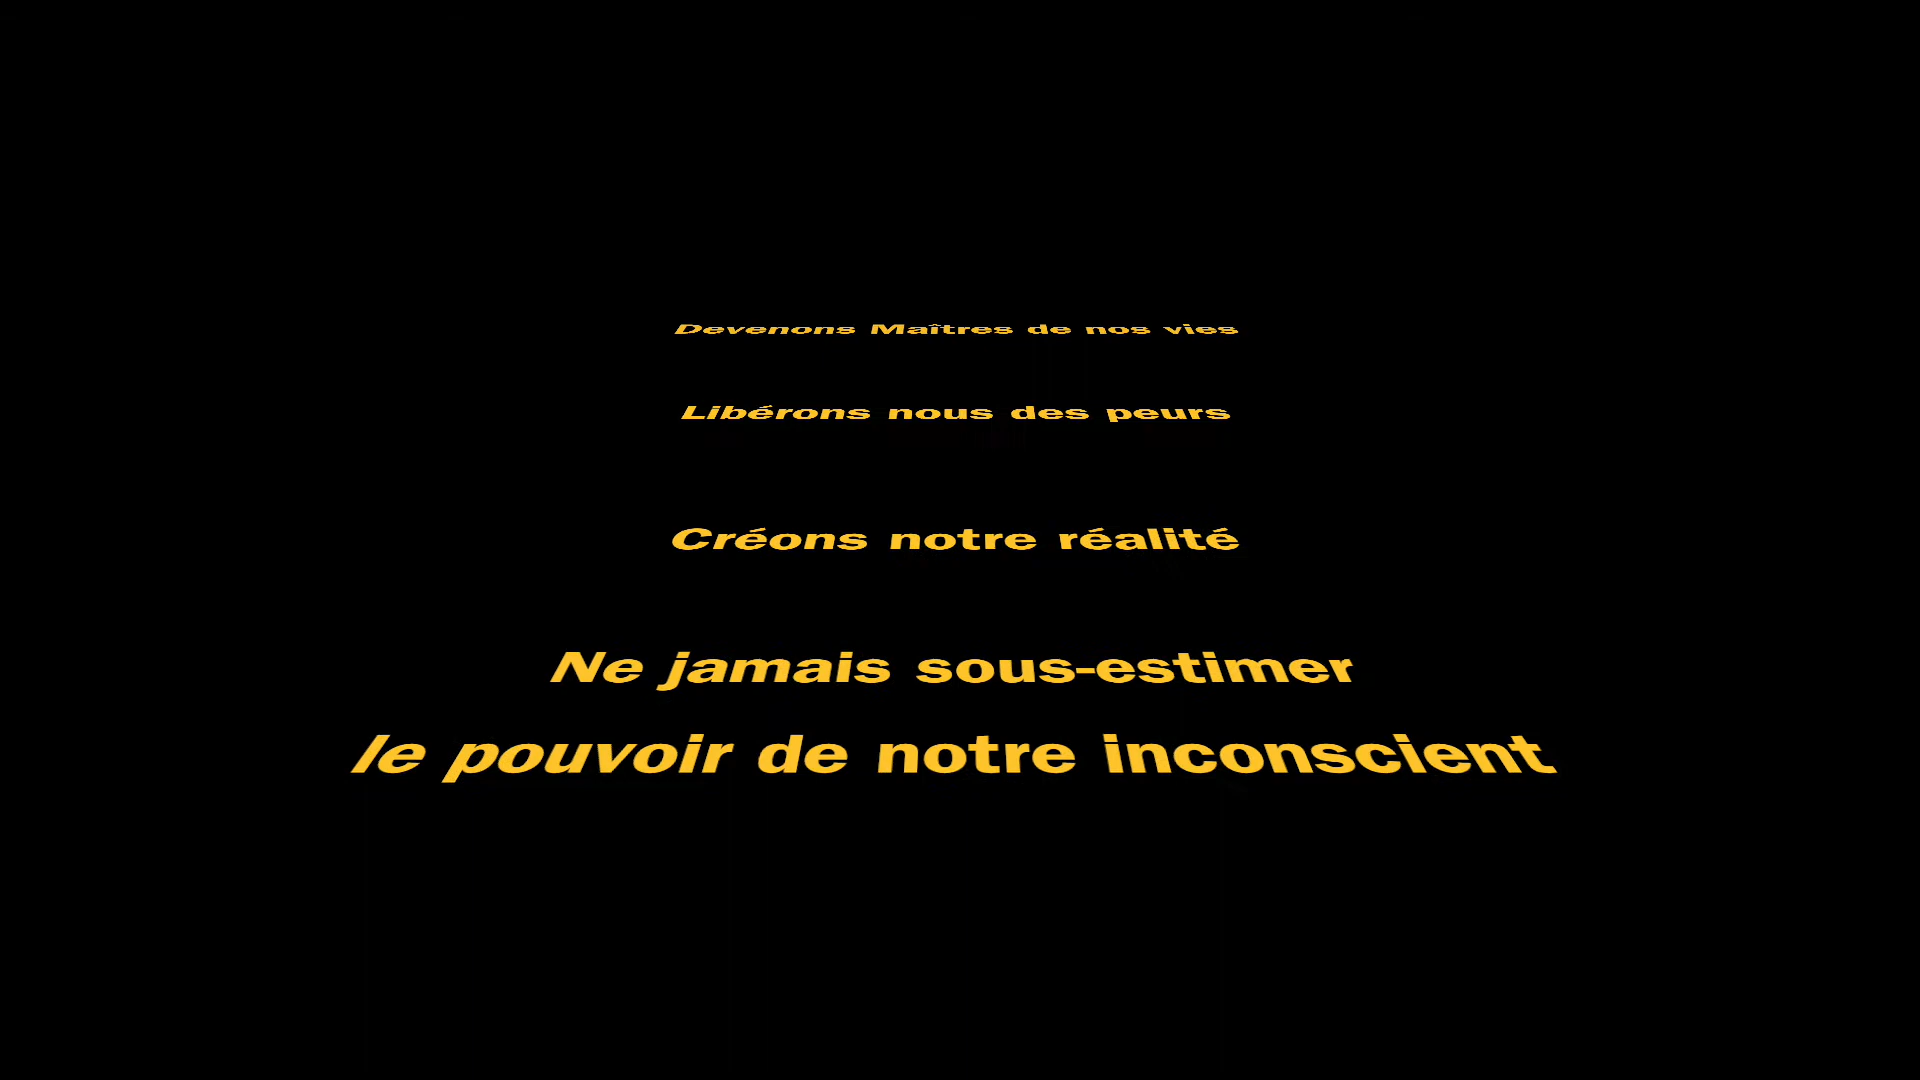 Devenons Maîtres de nos vies
Libérons nous des peurs
Créons notre réalité
Ne jamais sous-estimer
le pouvoir de notre inconscient